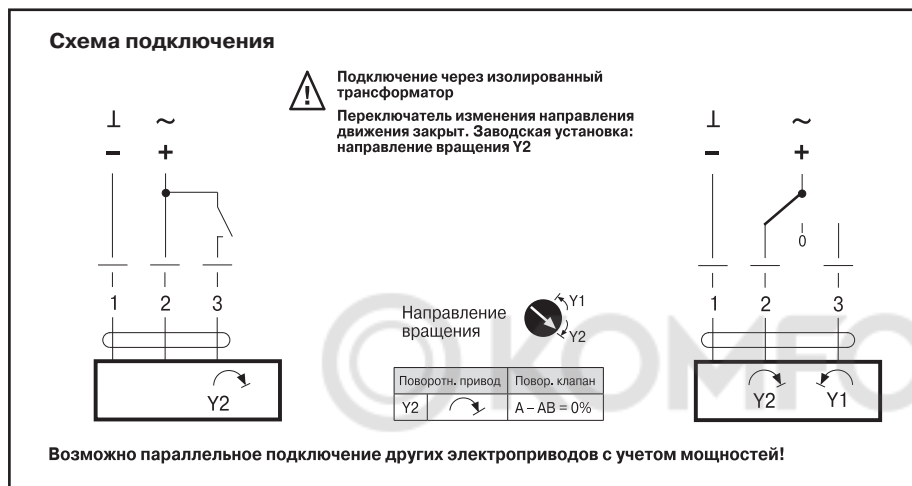 Схема подключения
Подключение через изолированный
трансформатор
Переключатель изменения направления
движения закрыт. Заводская установка:
направление вращения Y2
⊥ ~
– +
1 2 3
Y2
Направление
вращения
Y1
Y2
Поворотн. привод Повор. клапан
Y2 A – AB = 0%
⊥ ~
– +
0
1 2 3
Y2 Y1
KOMFO
Возможно параллельное подключение других электроприводов с учетом мощностей!